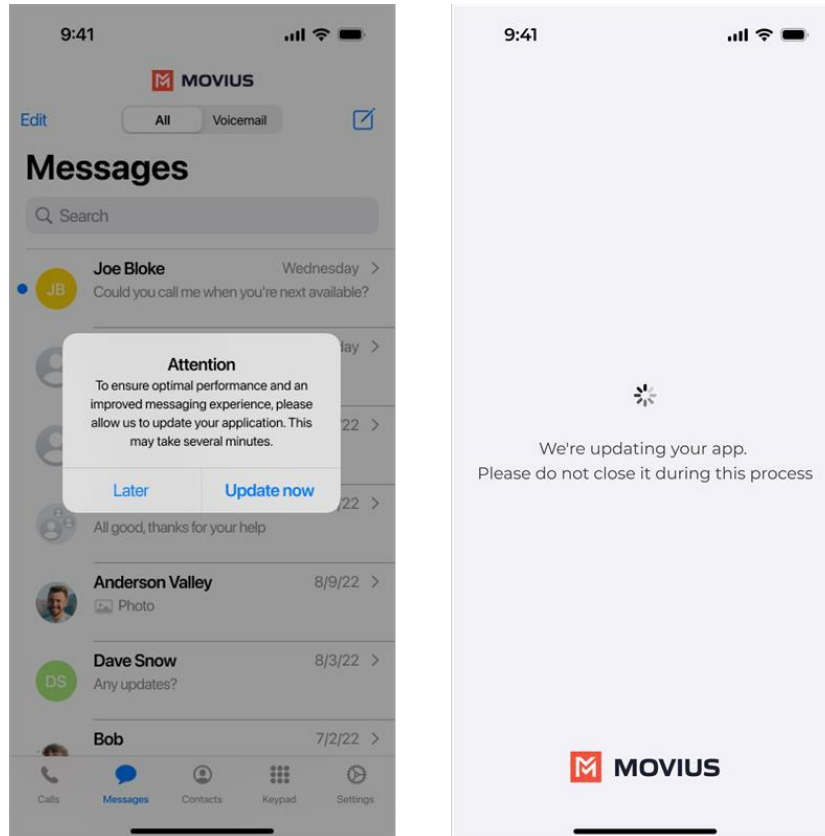 9:41
MOVIUS
Edit
All
Voicemail
Messages
Search
Joe Bloke
Wednesday
JB
Could you call me when you're next available?
Attention
To ensure optimal performance and an
improved messaging experience, please
allow us to update your application. This
may take several minutes.
Later
Update now
All good, thanks for your help
Anderson Valley
8/9/22
Photo
Dave Snow
8/3/22
DS
Any updates?
Bob
7/2/22
Calls
Messages
Contacts
Keypad
Settings
9:41
We're updating your app.
Please do not close it during this process
MOVIUS